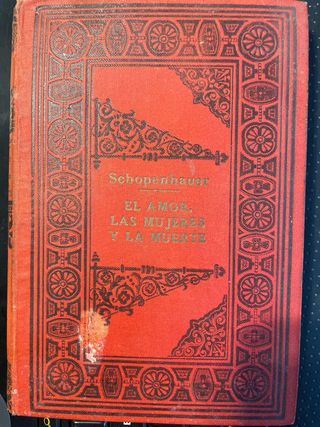 Schopenhauer
EL AMOR,
LAS MUJERES
Y LA MUERTE